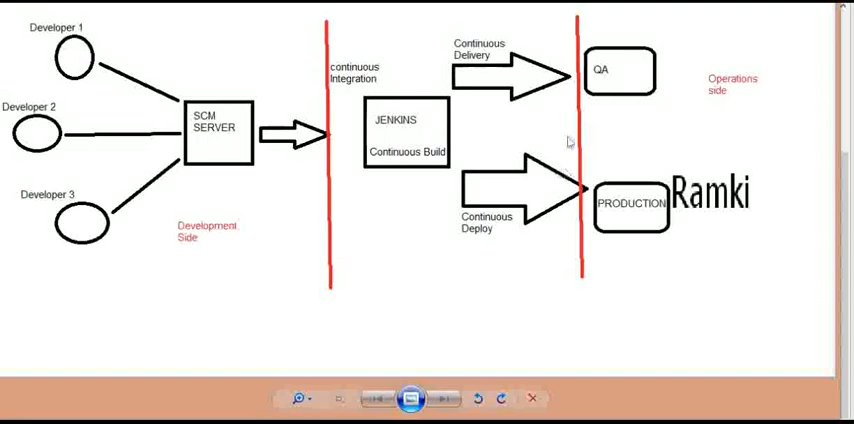 Developer 1
Developer 2
Developer 3
SCM
SERVER
Development
Side
continuous
Integration
JENKINS
Continuous Build
Continuous
Delivery
Continuous
Deploy
QA
PRODUCTION
Ramki
Operations
side